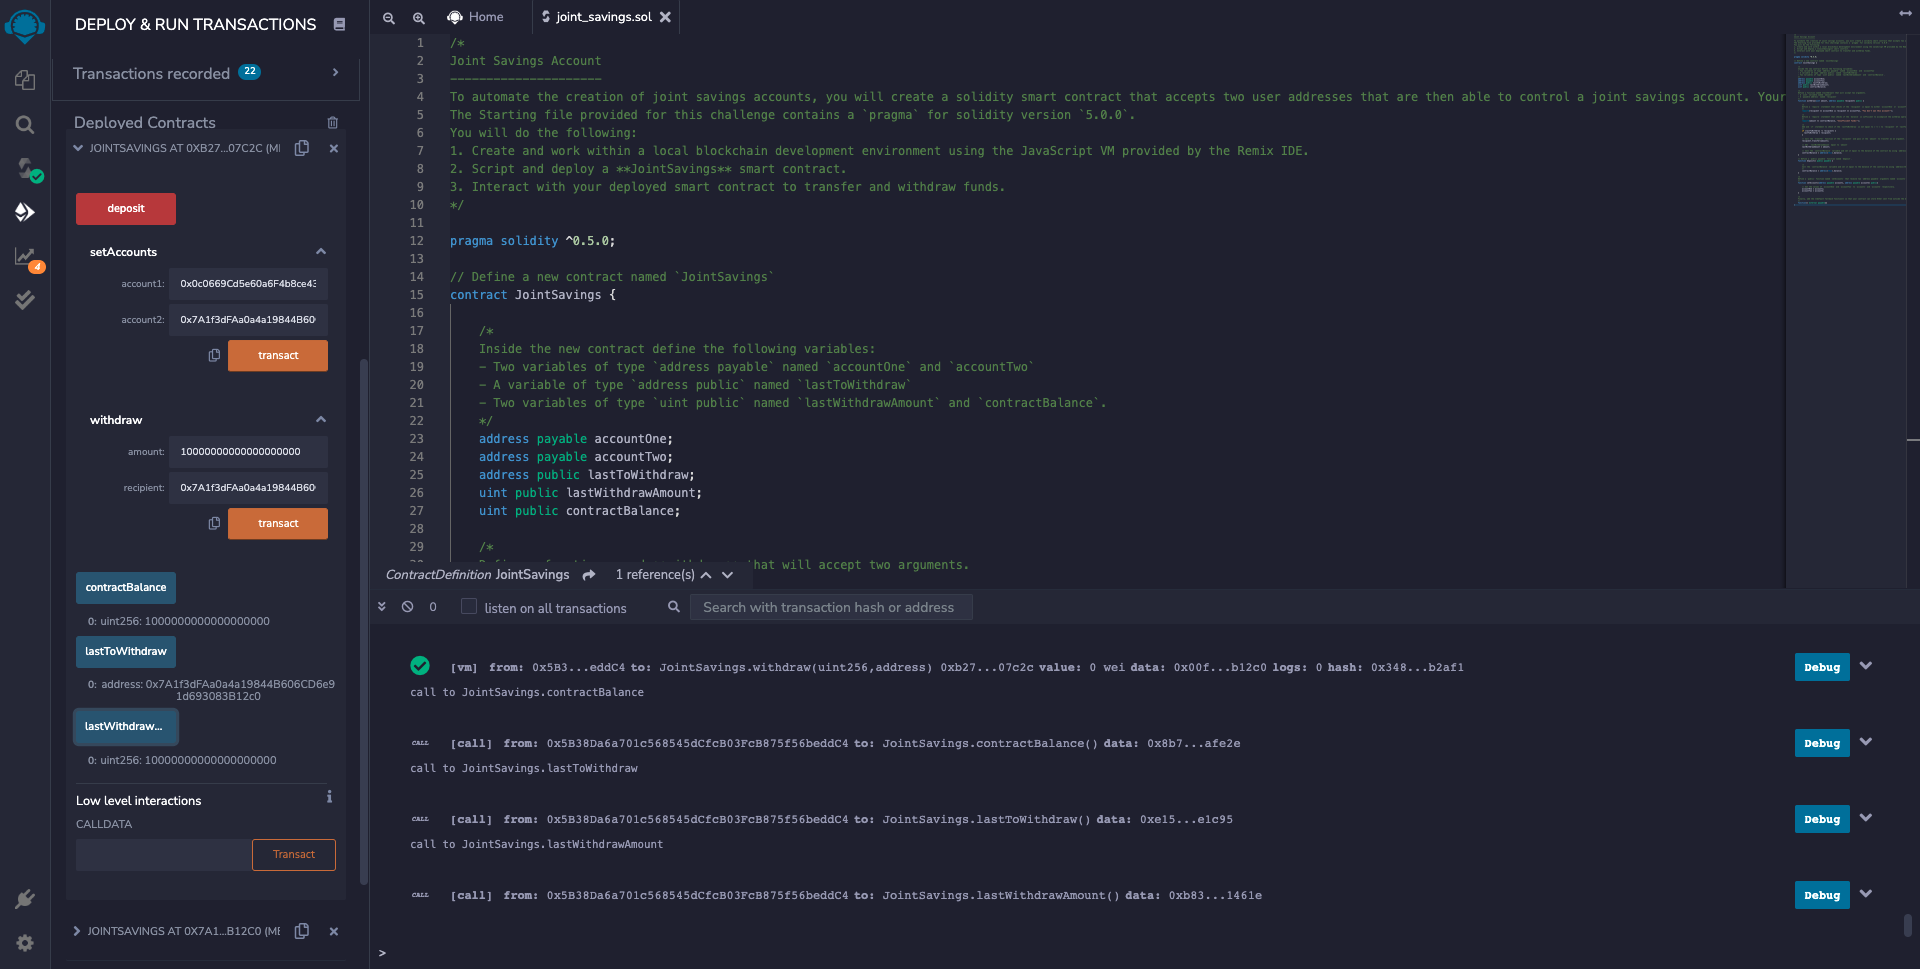 DEPLOY & RUN TRANSACTIONS
Transactions recorded 22
Deployed Contracts
JOINTSAVINGS AT 0XB27...07C2C (ME
deposit
setAccounts
account1: 0x0c0669Cd5e60a6F4b8ce43
account2: 0x7A1f3dFAa0a4a19844B60
transact
withdraw
amount: 10000000000000000000
recipient: 0x7A1f3dFAa0a4a19844B60
transact
contractBalance
0: uint256: 1000000000000000000
lastToWithdraw
0: address: 0x7A1f3dFAa0a4a19844B606CD6e9
1d693083B12c0
lastWithdraw...
0: uint256: 10000000000000000000
Low level interactions
CALLDATA
Transact
JOINTSAVINGS AT 0X7A1...B12C0 (ME
4
Home
joint_savings.sol
1 /*
2 Joint Savings Account
3 ---------------------
4 To automate the creation of joint savings accounts, you will create a solidity smart contract that accepts two user addresses that are then able to control a joint savings account. Your
5 The Starting file provided for this challenge contains a `pragma` for solidity version `5.0.0`.
6 You will do the following:
7 1. Create and work within a local blockchain development environment using the JavaScript VM provided by the Remix IDE.
8 2. Script and deploy a **JointSavings** smart contract.
9 3. Interact with your deployed smart contract to transfer and withdraw funds.
10 */
11
12 pragma solidity ^0.5.0;
13
14 // Define a new contract named `JointSavings`
15 contract JointSavings {
16
17 /*
18 Inside the new contract define the following variables:
19 - Two variables of type `address payable` named `accountOne` and `accountTwo`
20 - A variable of type `address public` named `lastToWithdraw`
21 - Two variables of type `uint public` named `lastWithdrawAmount` and `contractBalance`.
22 */
23 address payable accountOne;
24 address payable accountTwo;
25 address public lastToWithdraw;
26 uint public lastWithdrawAmount;
27 uint public contractBalance;
28
29 /*
that will accept two arguments.
ContractDefinition JointSavings 1 reference(s)
0 listen on all transactions Search with transaction hash or address
[vm] from: 0x5B3...eddC4 to: JointSavings.withdraw(uint256,address) 0xb27...07c2c value: 0 wei data: 0x00f...b12c0 logs: 0 hash: 0x348...b2af1
Debug
call to JointSavings.contractBalance
CALL [call] from: 0x5B38Da6a701c568545dCfcB03FcB875f56beddC4 to: JointSavings.contractBalance() data: 0x8b7...afe2e
Debug
call to JointSavings.lastToWithdraw
CALL [call] from: 0x5B38Da6a701c568545dCfcB03FcB875f56beddC4 to: JointSavings.lastToWithdraw() data: 0xe15...e1c95
Debug
call to JointSavings.lastWithdrawAmount
CALL [call] from: 0x5B38Da6a701c568545dCfcB03FcB875f56beddC4 to: JointSavings.lastWithdrawAmount() data: 0xb83...1461e
Debug
>